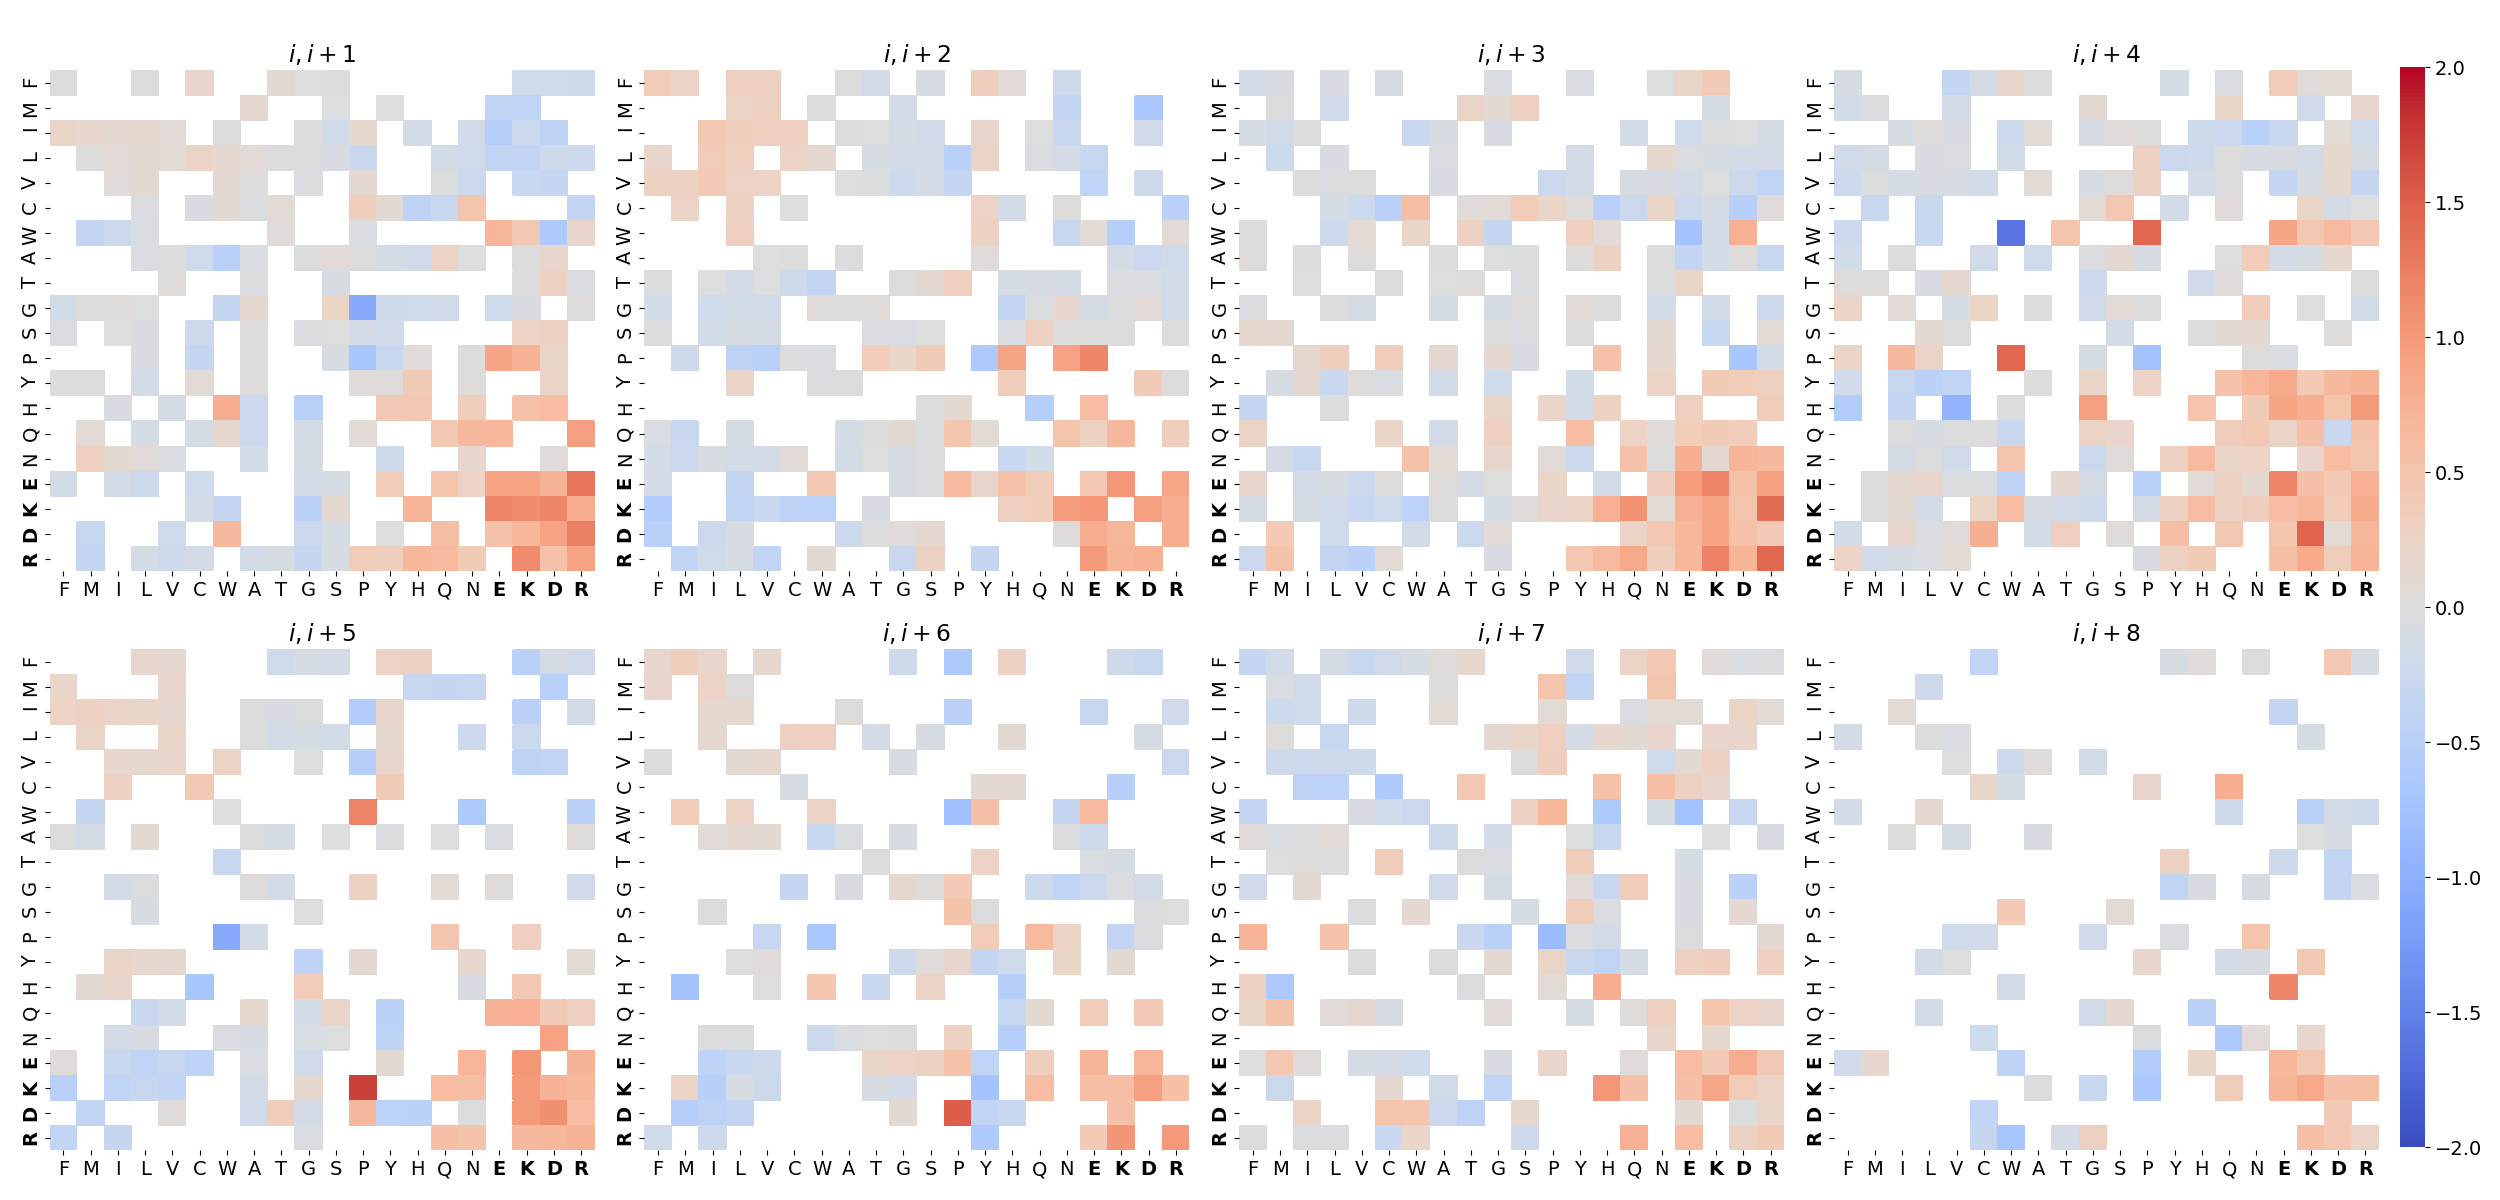 i, i + 1
i, i + 2
i, i + 3
i, i + 4
F M I L V C W A T G S P Y H Q N E K D R
F M I L V C W A T G S P Y H Q N E K D R
F M I L V C W A T G S P Y H Q N E K D R
F M I L V C W A T G S P Y H Q N E K D R
F M I L V C W A T G S P Y H Q N E K D R
F M I L V C W A T G S P Y H Q N E K D R
F M I L V C W A T G S P Y H Q N E K D R
F M I L V C W A T G S P Y H Q N E K D R
i, i + 5
i, i + 6
i, i + 7
i, i + 8
F M I L V C W A T G S P Y H Q N E K D R
F M I L V C W A T G S P Y H Q N E K D R
F M I L V C W A T G S P Y H Q N E K D R
F M I L V C W A T G S P Y H Q N E K D R
F M I L V C W A T G S P Y H Q N E K D R
F M I L V C W A T G S P Y H Q N E K D R
F M I L V C W A T G S P Y H Q N E K D R
F M I L V C W A T G S P Y H Q N E K D R
2.0
1.5
1.0
0.5
0.0
−0.5
−1.0
−1.5
−2.0